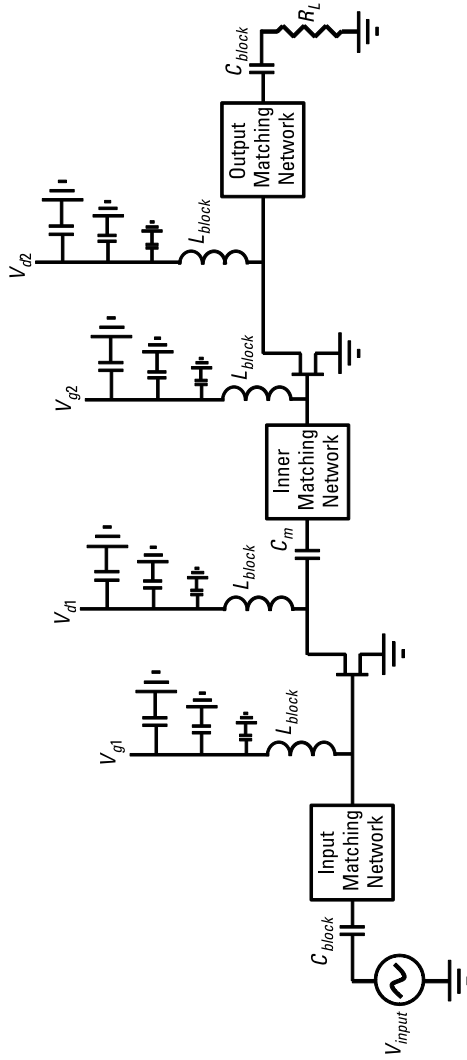 V_input
C_block
Input
Matching
Network
V_g1
L_block
V_d1
L_block
C_m
Inner
Matching
Network
V_g2
L_block
V_d2
L_block
Output
Matching
Network
C_block
R_L